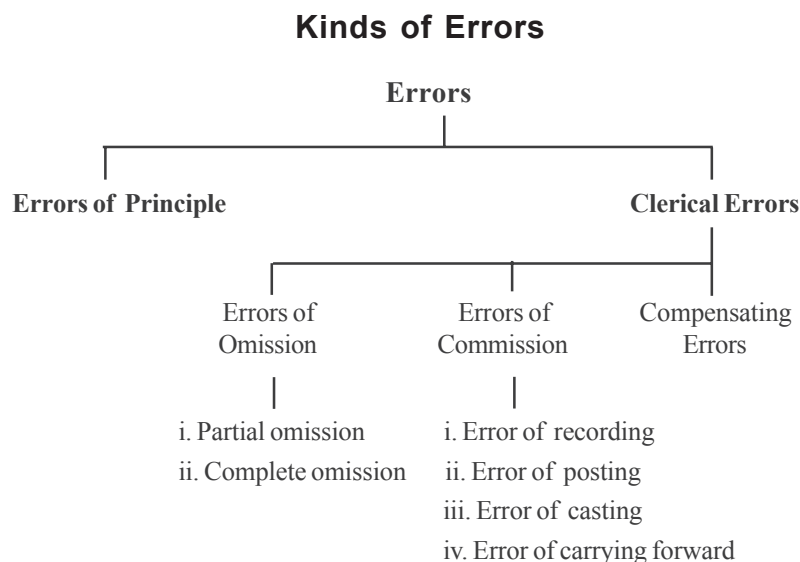 Kinds of Errors
Errors
Errors of Principle
Clerical Errors
Errors of
Omission
Errors of
Commission
Compensating
Errors
i. Partial omission
ii. Complete omission
i. Error of recording
ii. Error of posting
iii. Error of casting
iv. Error of carrying forward